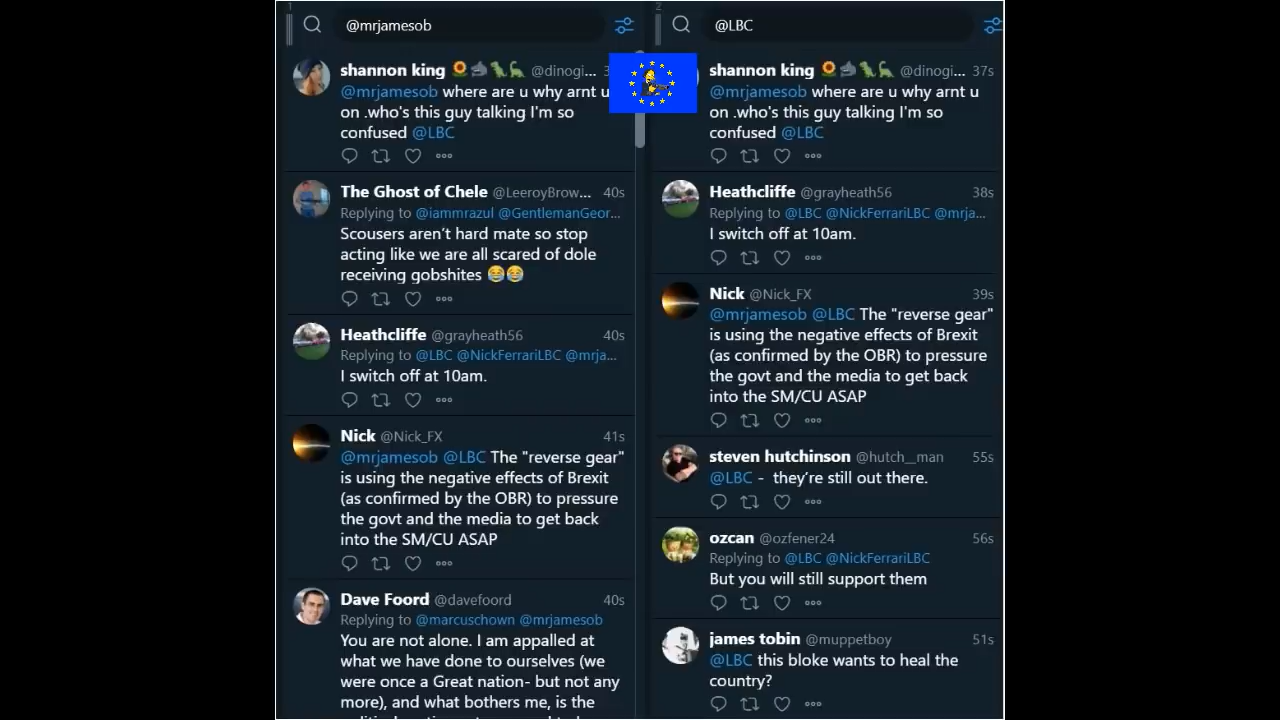 1
@mrjamesob
shannon king 🌻🦈🦖🦕 @dinogi...
@mrjamesob where are u why arnt u
on .who's this guy talking I'm so
confused @LBC
The Ghost of Chele @LeeroyBrow... 40s
Replying to @iammrazul @GentlemanGeor...
Scousers aren't hard mate so stop
acting like we are all scared of dole
receiving gobshites 😂😂
Heathcliffe @grayheath56 40s
Replying to @LBC @NickFerrariLBC @mrja...
I switch off at 10am.
Nick @Nick_FX 41s
@mrjamesob @LBC The "reverse gear"
is using the negative effects of Brexit
(as confirmed by the OBR) to pressure
the govt and the media to get back
into the SM/CU ASAP
Dave Foord @davefoord 40s
Replying to @marcuschown @mrjamesob
You are not alone. I am appalled at
what we have done to ourselves (we
were once a Great nation- but not any
more), and what bothers me, is the
2
@LBC
shannon king 🌻🦈🦖🦕 @dinogi... 37s
@mrjamesob where are u why arnt u
on .who's this guy talking I'm so
confused @LBC
Heathcliffe @grayheath56 38s
Replying to @LBC @NickFerrariLBC @mrja...
I switch off at 10am.
Nick @Nick_FX 39s
@mrjamesob @LBC The "reverse gear"
is using the negative effects of Brexit
(as confirmed by the OBR) to pressure
the govt and the media to get back
into the SM/CU ASAP
steven hutchinson @hutch__man 55s
@LBC - they're still out there.
ozcan @ozfener24 56s
Replying to @LBC @NickFerrariLBC
But you will still support them
james tobin @muppetboy 51s
@LBC this bloke wants to heal the
country?